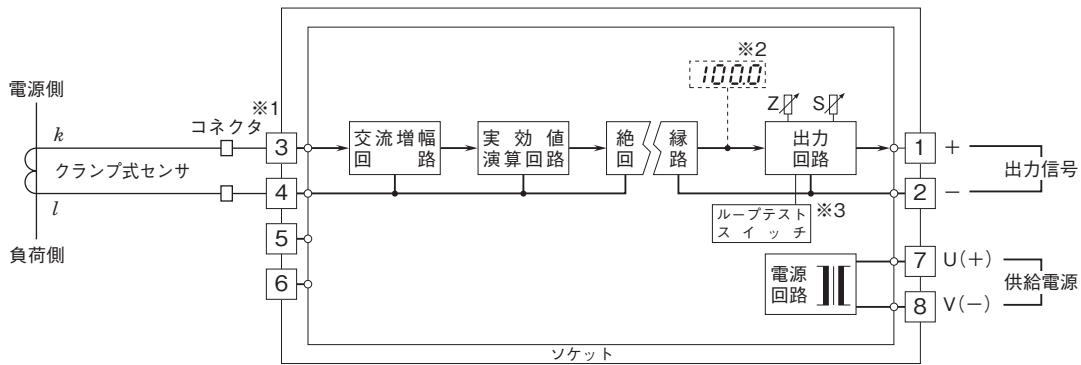 電源側
k
クランプ式センサ
l
負荷側
※1
コネクタ
3
4
5
6
交流増幅
回路
実効値
演算回路
絶縁
回路
※2
100.0
Z
S
出力
回路
ループテスト
スイッチ
※3
電源
回路
1
+
2
−
出力信号
7
U(+)
8
V(−)
供給電源
ソケット